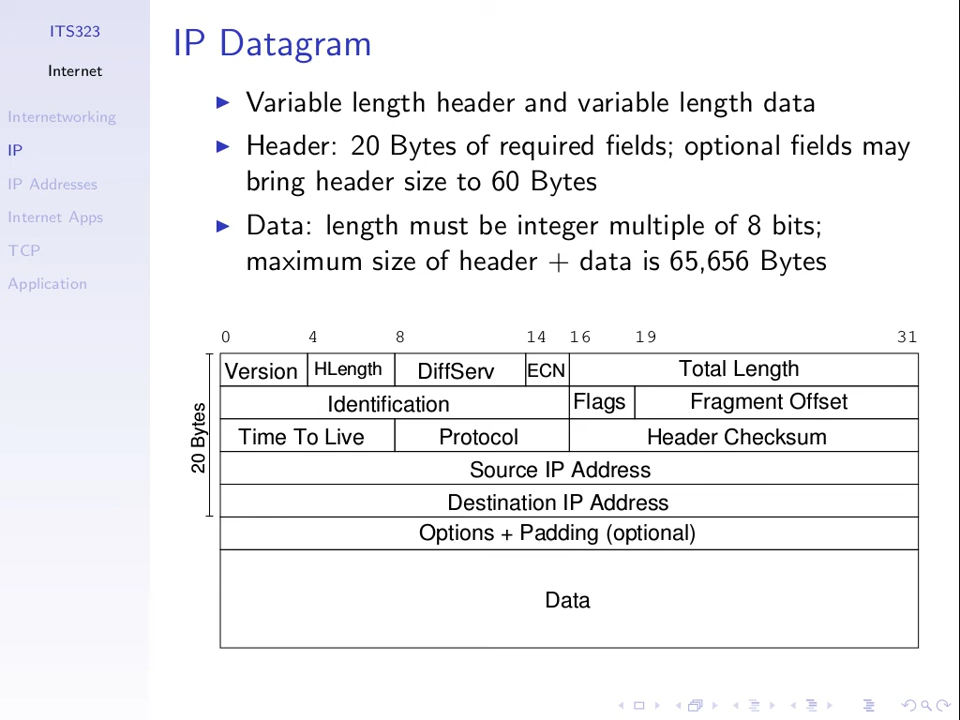 ITS323
Internet
Internetworking
IP
IP Addresses
Internet Apps
TCP
Application
IP Datagram
Variable length header and variable length data
Header: 20 Bytes of required fields; optional fields may
bring header size to 60 Bytes
Data: length must be integer multiple of 8 bits;
maximum size of header + data is 65,656 Bytes
0 4 8 14 16 19 31
Version HLength DiffServ ECN Total Length
Identification Flags Fragment Offset
Time To Live Protocol Header Checksum
Source IP Address
Destination IP Address
20 Bytes
Options + Padding (optional)
Data